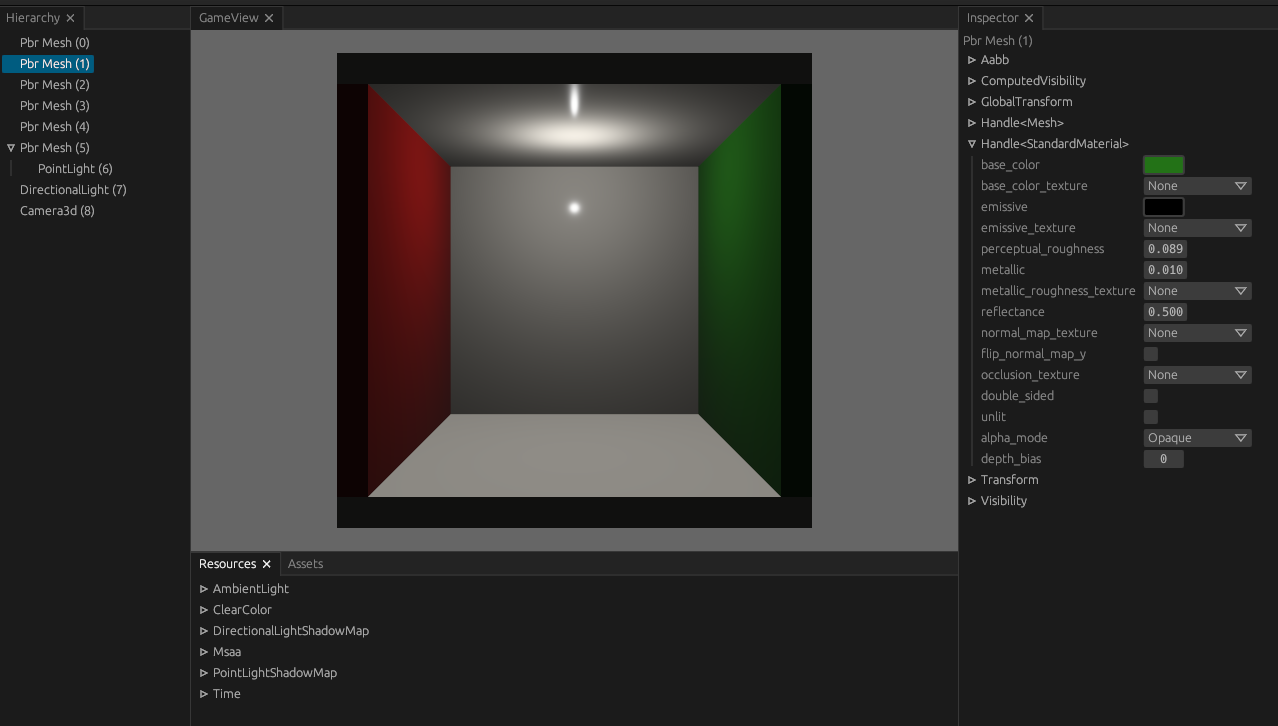 Hierarchy ✕
Pbr Mesh (0)
Pbr Mesh (1)
Pbr Mesh (2)
Pbr Mesh (3)
Pbr Mesh (4)
Pbr Mesh (5)
PointLight (6)
DirectionalLight (7)
Camera3d (8)
GameView ✕
Resources ✕ Assets
AmbientLight
ClearColor
DirectionalLightShadowMap
Msaa
PointLightShadowMap
Time
Inspector ✕
Pbr Mesh (1)
Aabb
ComputedVisibility
GlobalTransform
Handle<Mesh>
Handle<StandardMaterial>
base_color
base_color_texture None
emissive
emissive_texture None
perceptual_roughness 0.089
metallic 0.010
metallic_roughness_texture None
reflectance 0.500
normal_map_texture None
flip_normal_map_y
occlusion_texture None
double_sided
unlit
alpha_mode Opaque
depth_bias 0
Transform
Visibility